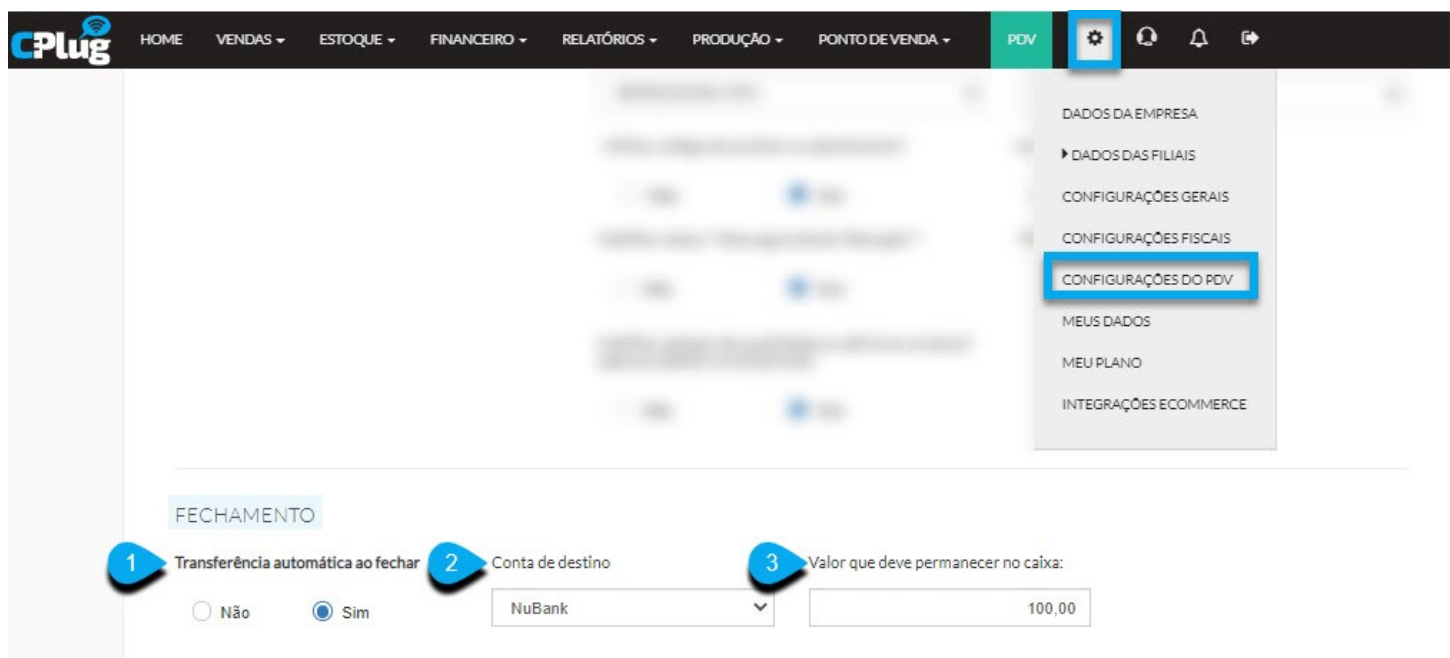 CPlug HOME VENDAS ESTOQUE FINANCEIRO RELATÓRIOS PRODUÇÃO PONTO DE VENDA PDV
DADOS DA EMPRESA
DADOS DAS FILIAIS
CONFIGURAÇÕES GERAIS
CONFIGURAÇÕES FISCAIS
CONFIGURAÇÕES DO PDV
MEUS DADOS
MEU PLANO
INTEGRAÇÕES ECOMMERCE
FECHAMENTO
1 Transferência automática ao fechar 2 Conta de destino 3 Valor que deve permanecer no caixa:
Não Sim NuBank 100,00